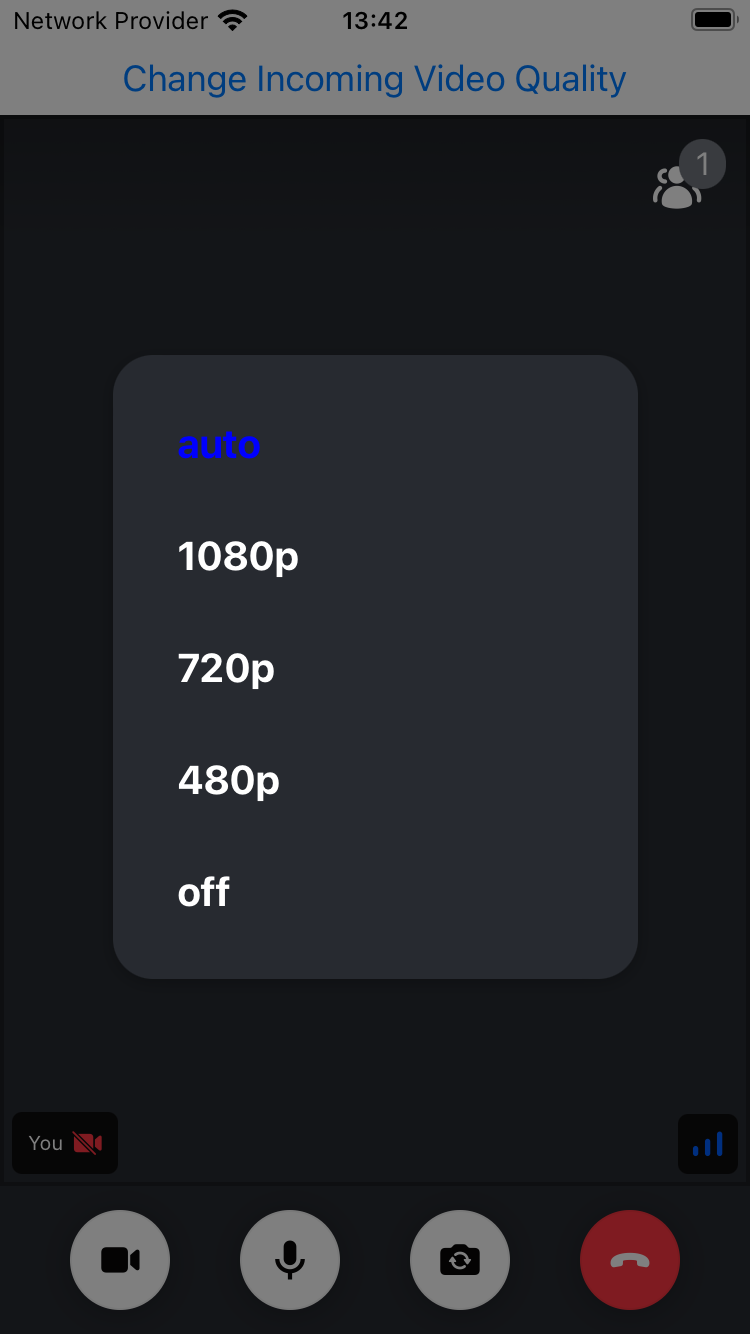 Network Provider 13:42
Change Incoming Video Quality
1
auto
1080p
720p
480p
off
You